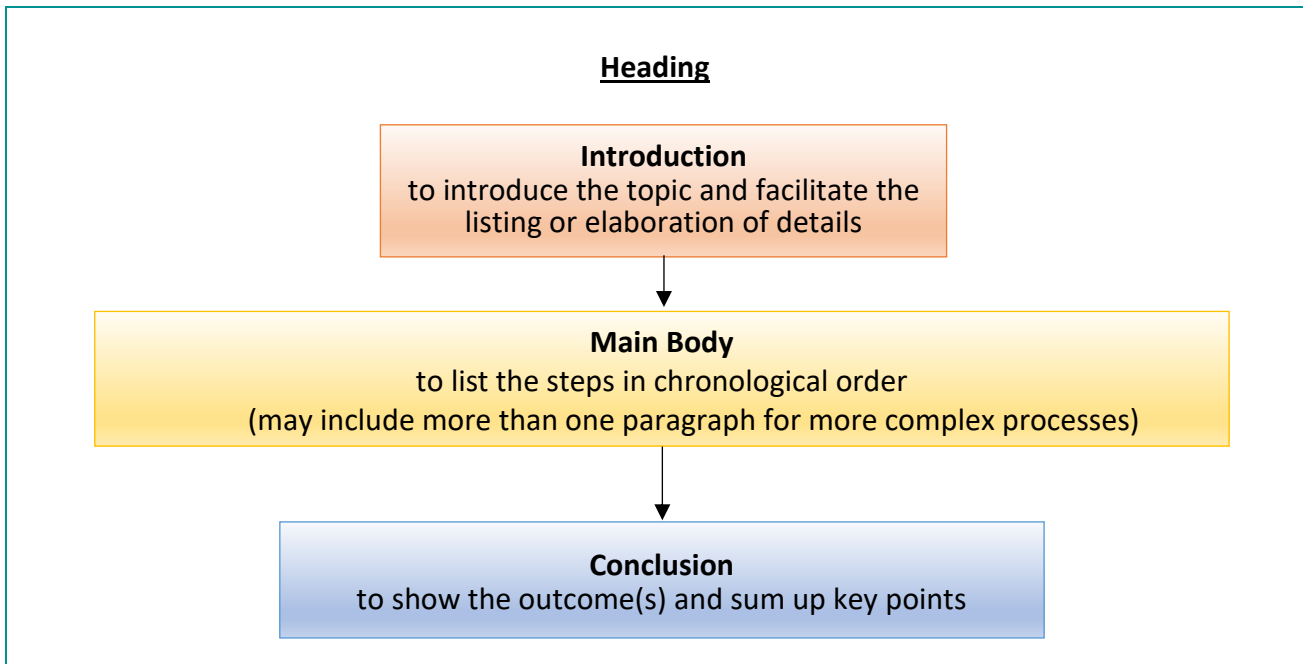 Heading
Introduction
to introduce the topic and facilitate the
listing or elaboration of details
Main Body
to list the steps in chronological order
(may include more than one paragraph for more complex processes)
Conclusion
to show the outcome(s) and sum up key points